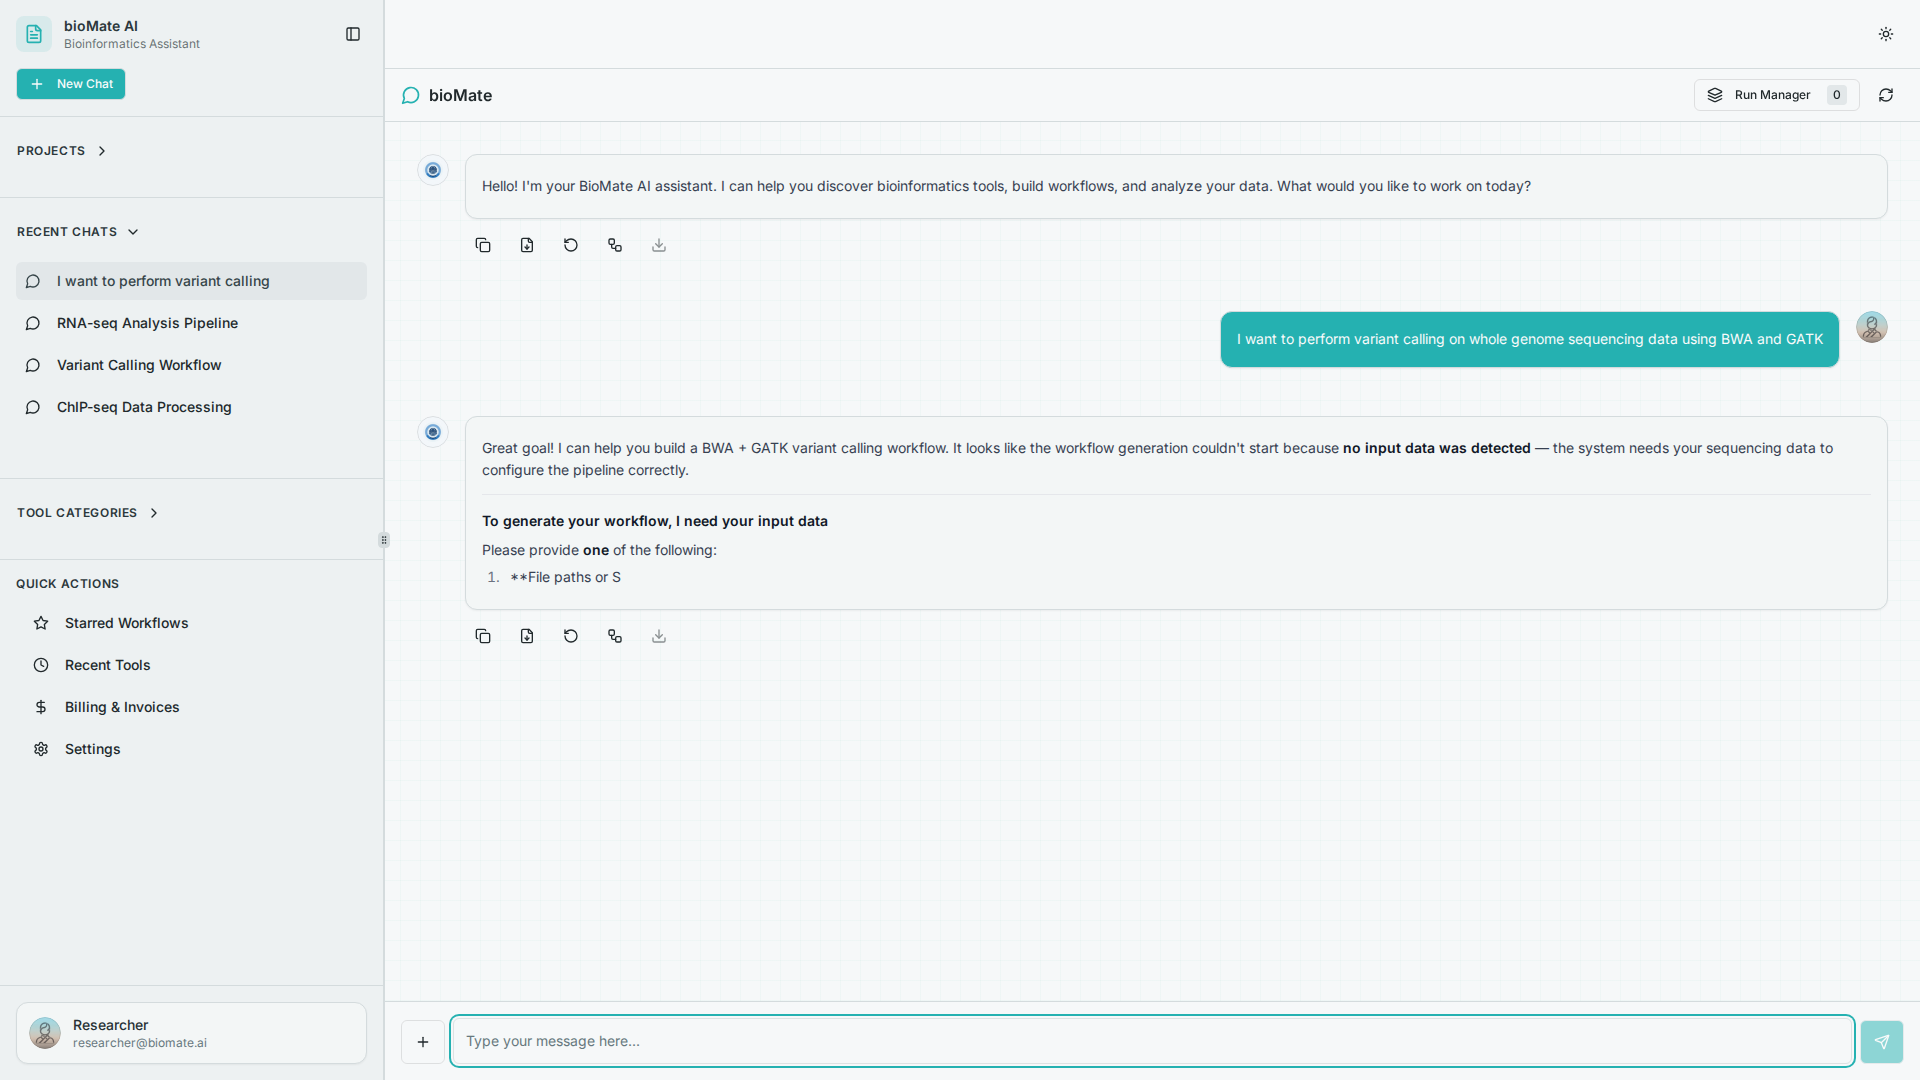 bioMate AI
Bioinformatics Assistant
New Chat
PROJECTS
RECENT CHATS
I want to perform variant calling
RNA-seq Analysis Pipeline
Variant Calling Workflow
ChIP-seq Data Processing
TOOL CATEGORIES
QUICK ACTIONS
Starred Workflows
Recent Tools
Billing & Invoices
Settings
Researcher
researcher@biomate.ai
bioMate
Run Manager 0
Hello! I'm your BioMate AI assistant. I can help you discover bioinformatics tools, build workflows, and analyze your data. What would you like to work on today?
I want to perform variant calling on whole genome sequencing data using BWA and GATK
Great goal! I can help you build a BWA + GATK variant calling workflow. It looks like the workflow generation couldn't start because no input data was detected — the system needs your sequencing data to
configure the pipeline correctly.
To generate your workflow, I need your input data
Please provide one of the following:
1. **File paths or S
Type your message here...